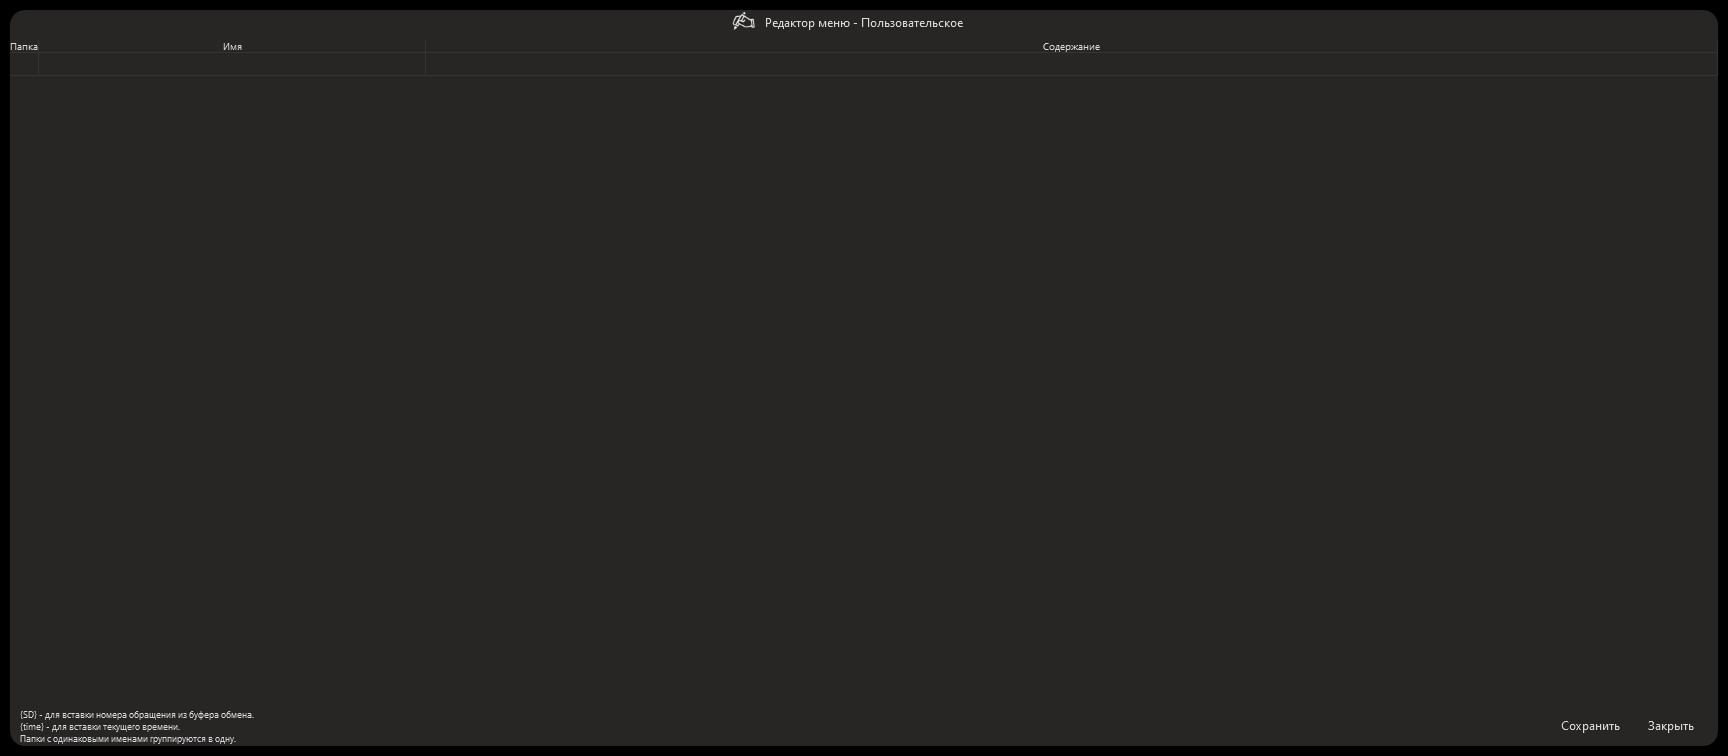 Редактор меню - Пользовательское
Папка Имя Содержание
{SD} - для вставки номера обращения из буфера обмена.
{time} - для вставки текущего времени.
Папки с одинаковыми именами группируются в одну.
Сохранить Закрыть